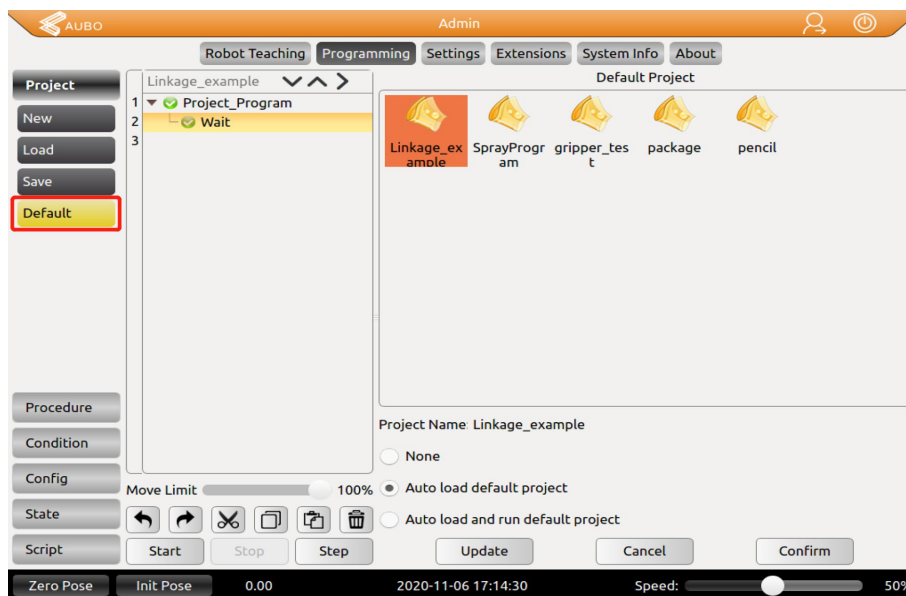 AUBO
Admin
Robot Teaching Programming Settings Extensions System Info About
Project
New
Load
Save
Default
Procedure
Condition
Config
State
Script
Linkage_example
1 Project_Program
2 Wait
3
Move Limit 100%
Start Stop Step
Default Project
Linkage_ex
ample
SprayProgr
am
gripper_tes
t
package
pencil
Project Name: Linkage_example
None
Auto load default project
Auto load and run default project
Update Cancel Confirm
Zero Pose Init Pose 0.00 2020-11-06 17:14:30 Speed: 50%